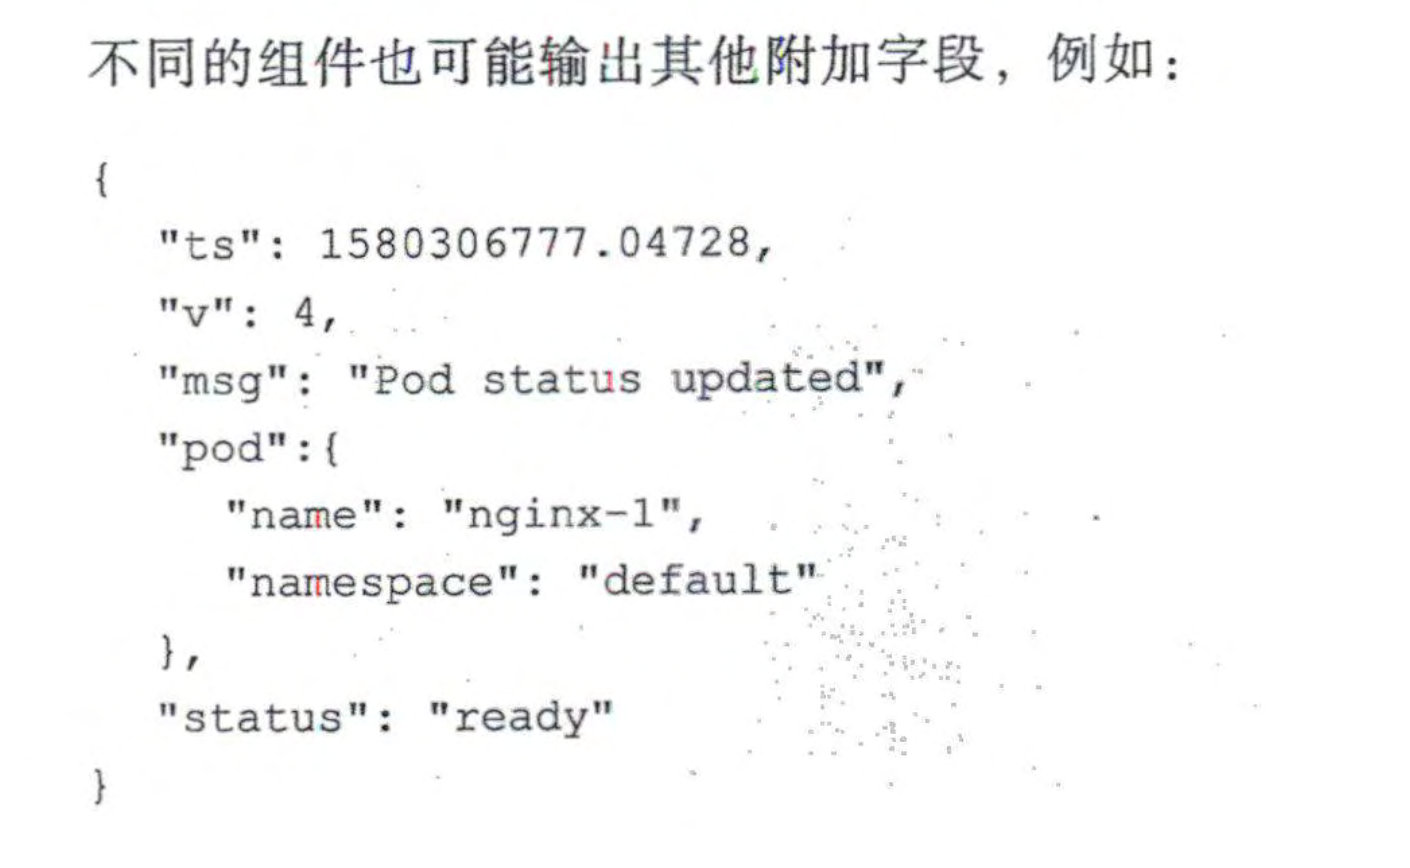 不同的组件也可能输出其他附加字段，例如：
{
"ts": 1580306777.04728,
"v": 4,
"msg": "Pod status updated",
"pod":{
"name": "nginx-1",
"namespace": "default"
},
"status": "ready"
}